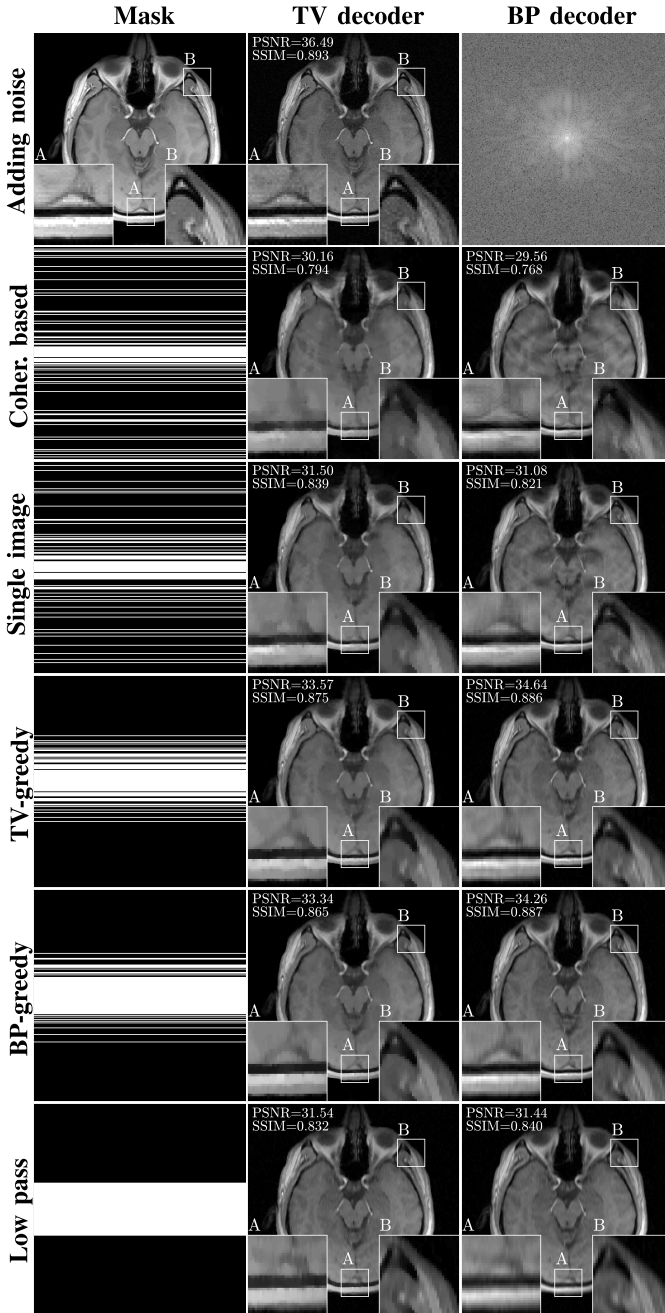 Mask TV decoder BP decoder
Adding noise
B
A
B
A
PSNR=36.49
SSIM=0.893
Coher. based
PSNR=30.16
SSIM=0.794
B
A
B
A
PSNR=29.56
SSIM=0.768
B
A
B
A
Single image
PSNR=31.50
SSIM=0.839
B
A
B
A
PSNR=31.08
SSIM=0.821
B
A
B
A
TV-greedy
PSNR=33.57
SSIM=0.875
B
A
B
A
PSNR=34.64
SSIM=0.886
B
A
B
A
BP-greedy
PSNR=33.34
SSIM=0.865
B
A
B
A
PSNR=34.26
SSIM=0.887
B
A
B
A
Low pass
PSNR=31.54
SSIM=0.832
B
A
B
A
PSNR=31.44
SSIM=0.840
B
A
B
A